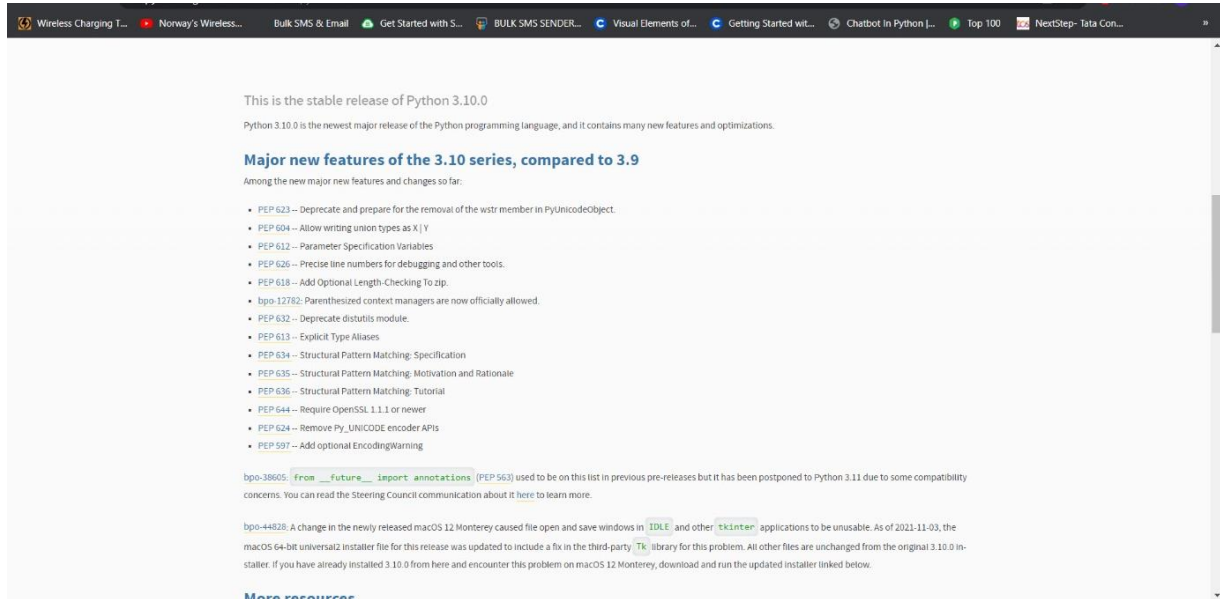 Wireless Charging T...
Norway's Wireless...
Bulk SMS & Email
Get Started with S...
BULK SMS SENDER...
Visual Elements of...
Getting Started wit...
Chatbot In Python |...
Top 100
NextStep- Tata Con...
»
This is the stable release of Python 3.10.0
Python 3.10.0 is the newest major release of the Python programming language, and it contains many new features and optimizations.
Major new features of the 3.10 series, compared to 3.9
Among the new major new features and changes so far:
• PEP 623 -- Deprecate and prepare for the removal of the wstr member in PyUnicodeObject.
• PEP 604 -- Allow writing union types as X | Y
• PEP 612 -- Parameter Specification Variables
• PEP 626 -- Precise line numbers for debugging and other tools.
• PEP 618 -- Add Optional Length-Checking To zip.
• bpo-12782: Parenthesized context managers are now officially allowed.
• PEP 632 -- Deprecate distutils module.
• PEP 613 -- Explicit Type Aliases
• PEP 634 -- Structural Pattern Matching: Specification
• PEP 635 -- Structural Pattern Matching: Motivation and Rationale
• PEP 636 -- Structural Pattern Matching: Tutorial
• PEP 644 -- Require OpenSSL 1.1.1 or newer
• PEP 624 -- Remove Py_UNICODE encoder APIs
• PEP 597 -- Add optional EncodingWarning
bpo-38605: from __future__ import annotations (PEP 563) used to be on this list in previous pre-releases but it has been postponed to Python 3.11 due to some compatibility
concerns. You can read the Steering Council communication about it here to learn more.
bpo-44828: A change in the newly released macOS 12 Monterey caused file open and save windows in IDLE and other tkinter applications to be unusable. As of 2021-11-03, the
macOS 64-bit universal2 installer file for this release was updated to include a fix in the third-party Tk library for this problem. All other files are unchanged from the original 3.10.0 in-
staller. If you have already installed 3.10.0 from here and encounter this problem on macOS 12 Monterey, download and run the updated installer linked below.
More resources